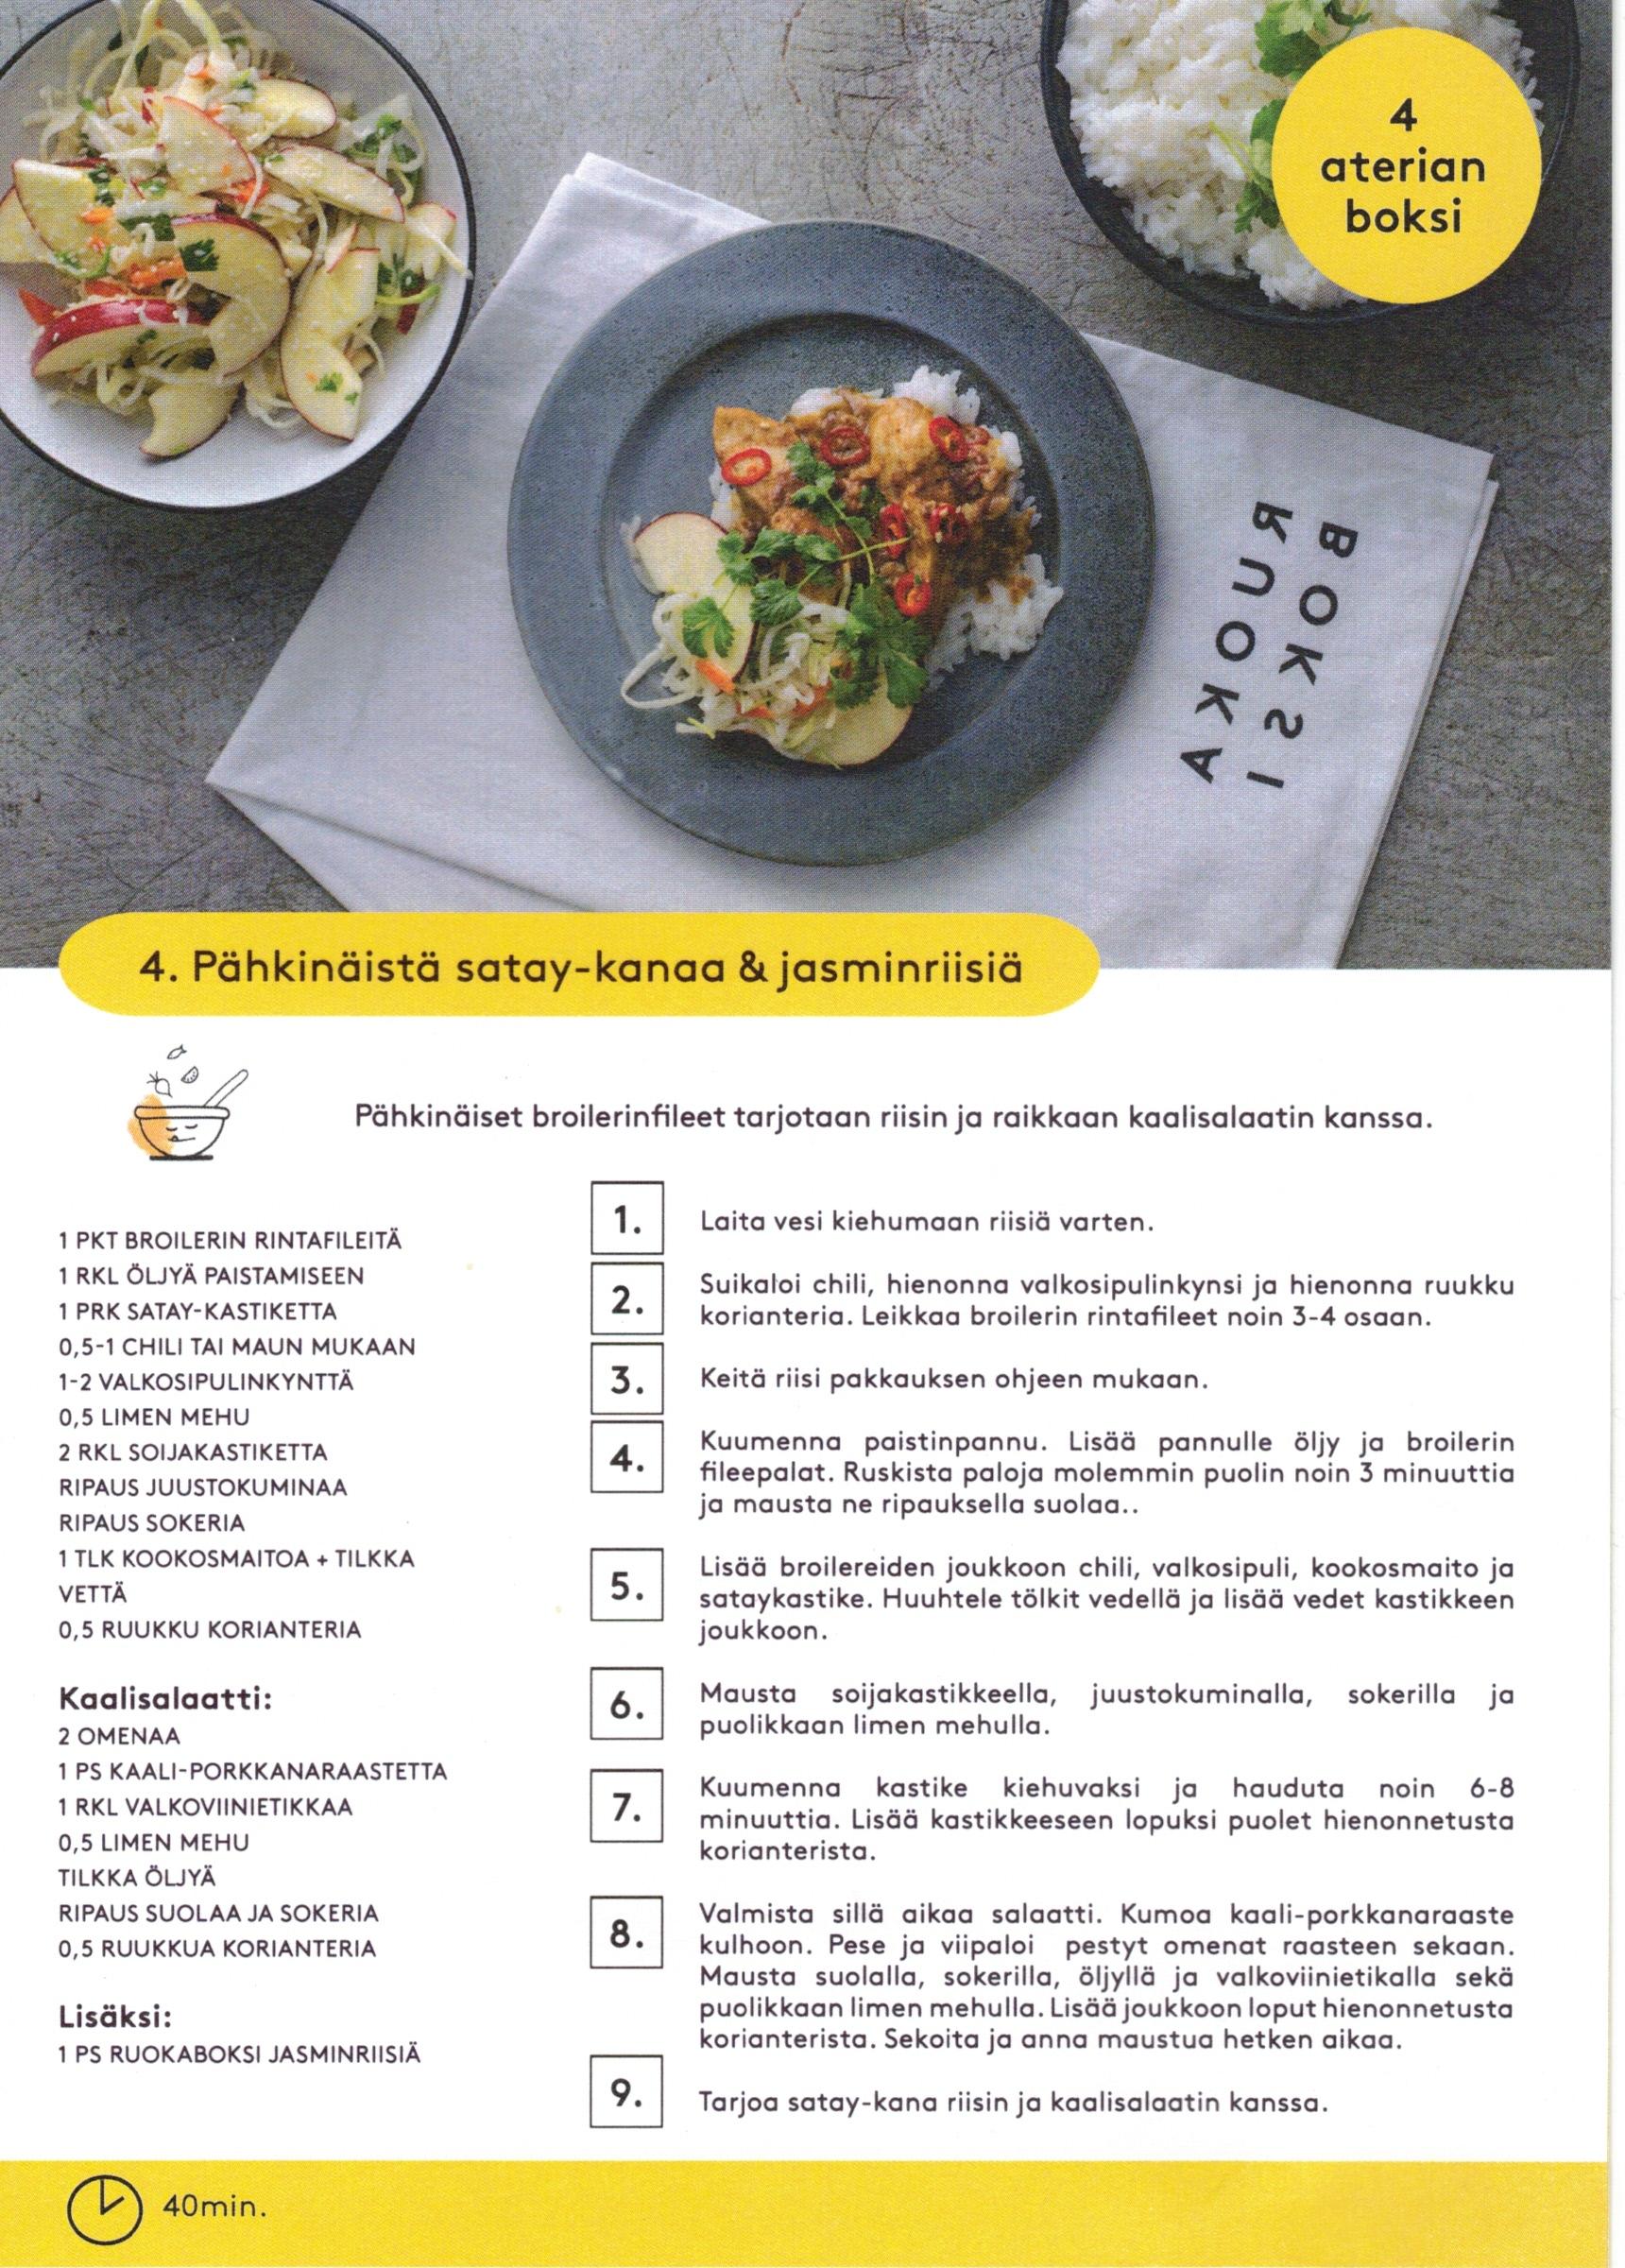 4
aterian
boksi
RUOKA
BOKSI
4. Pähkinäistä satay-kanaa & jasminriisiä
Pähkinäiset broilerinfileet tarjotaan riisin ja raikkaan kaalisalaatin kanssa.
1 PKT BROILERIN RINTAFILEITÄ
1 RKL ÖLJYÄ PAISTAMISEEN
1 PRK SATAY-KASTIKETTA
0,5-1 CHILI TAI MAUN MUKAAN
1-2 VALKOSIPULINKYNTTÄ
0,5 LIMEN MEHU
2 RKL SOIJAKASTIKETTA
RIPAUS JUUSTOKUMINAA
RIPAUS SOKERIA
1 TLK KOOKOSMAITOA + TILKKA
VETTÄ
0,5 RUUKKU KORIANTERIA
Kaalisalaatti:
2 OMENAA
1 PS KAALI-PORKKANARAASTETTA
1 RKL VALKOVIINIETIKKAA
0,5 LIMEN MEHU
TILKKA ÖLJYÄ
RIPAUS SUOLAA JA SOKERIA
0,5 RUUKKUA KORIANTERIA
Lisäksi:
1 PS RUOKABOKSI JASMINRIISIÄ
1. Laita vesi kiehumaan riisiä varten.
2. Suikaloi chili, hienonna valkosipulinkynsi ja hienonna ruukku
korianteria. Leikkaa broilerin rintafileet noin 3-4 osaan.
3. Keitä riisi pakkauksen ohjeen mukaan.
4. Kuumenna paistinpannu. Lisää pannulle öljy ja broilerin
fileepalat. Ruskista paloja molemmin puolin noin 3 minuuttia
ja mausta ne ripauksella suolaa..
5. Lisää broilereiden joukkoon chili, valkosipuli, kookosmaito ja
sataykastike. Huuhtele tölkit vedellä ja lisää vedet kastikkeen
joukkoon.
6. Mausta soijakastikkeella, juustokuminalla, sokerilla ja
puolikkaan limen mehulla.
7. Kuumenna kastike kiehuvaksi ja hauduta noin 6-8
minuuttia. Lisää kastikkeeseen lopuksi puolet hienonnetusta
korianterista.
8. Valmista sillä aikaa salaatti. Kumoa kaali-porkkanaraaste
kulhoon. Pese ja viipaloi pestyt omenat raasteen sekaan.
Mausta suolalla, sokerilla, öljyllä ja valkoviinietikalla sekä
puolikkaan limen mehulla. Lisää joukkoon loput hienonnetusta
korianterista. Sekoita ja anna maustua hetken aikaa.
9. Tarjoa satay-kana riisin ja kaalisalaatin kanssa.
40min.